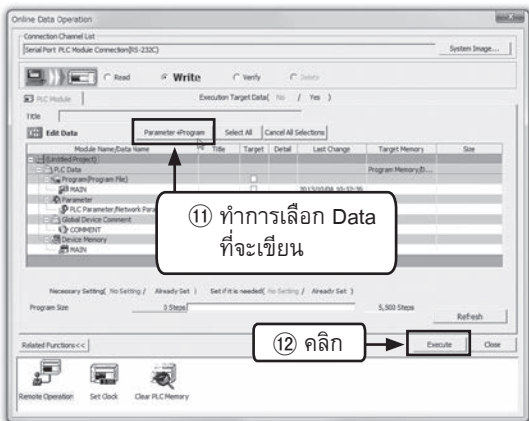 Online Data Operation
Connection Channel List
Serial Port PLC Module Connection(RS-232C)
System Image...
Read
Write
Verify
Delete
PLC Module
Execution Target Data( No / Yes )
Title
Edit Data
Parameter+Program
Select All
Cancel All Selections
Module Name/Data Name
Title
Target
Detail
Last Change
Target Memory
Size
(Untitled Project)
PLC Data
Program Memory/D...
Program(Program File)
MAIN
Parameter
PLC Parameter/Network Para
Global Device Comment
COMMENT
Device Memory
MAIN
⑪ ทำการเลือก Data
ที่จะเขียน
Necessary Setting( No Setting / Already Set )
Set if it is needed( No Setting / Already Set )
Program Size
0 Steps
5,500 Steps
Refresh
⑫ คลิก
Related Functions<<
Execute
Close
Remote Operation
Set Clock
Clear PLC Memory